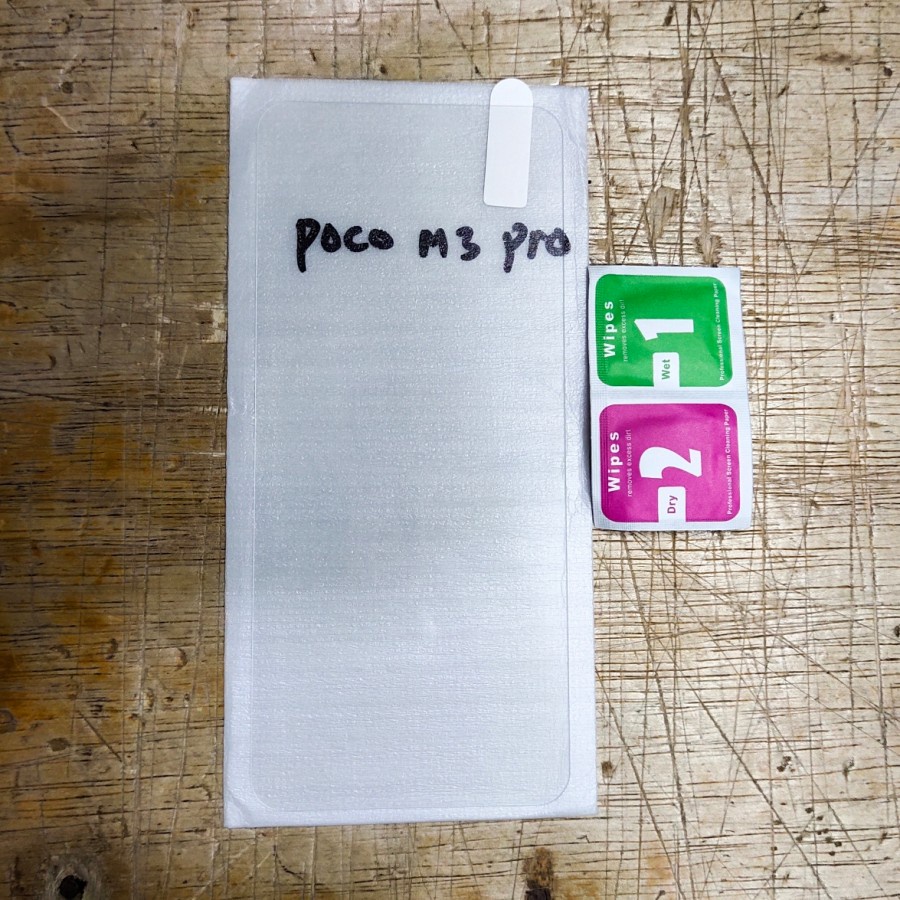 Poco M3 Pro
Wipes
removes excess dirt
1
Wet
Professional Screen Cleaning Paper
Wipes
removes excess dirt
2
Dry
Professional Screen Cleaning Paper